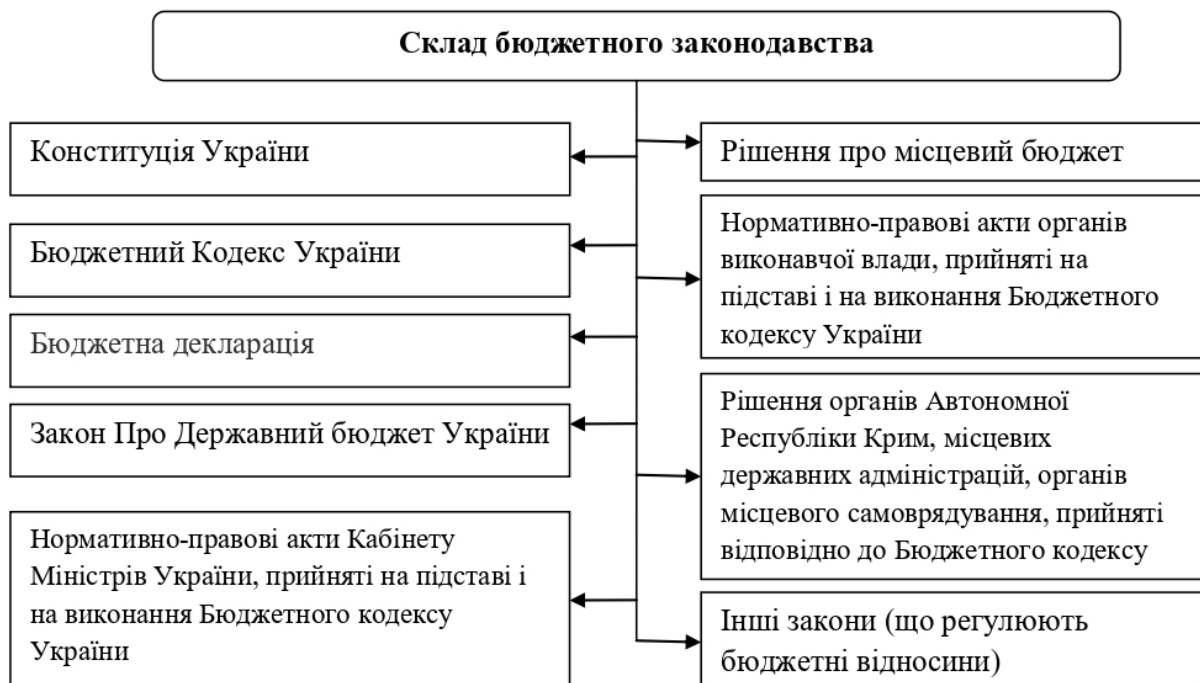 Склад бюджетного законодавства
Конституція України
Бюджетний Кодекс України
Бюджетна декларація
Закон Про Державний бюджет України
Нормативно-правові акти Кабінету
Міністрів України, прийняті на підставі і
на виконання Бюджетного кодексу
України
Рішення про місцевий бюджет
Нормативно-правові акти органів
виконавчої влади, прийняті на
підставі і на виконання Бюджетного
кодексу України
Рішення органів Автономної
Республіки Крим, місцевих
державних адміністрацій, органів
місцевого самоврядування, прийняті
відповідно до Бюджетного кодексу
Інші закони (що регулюють
бюджетні відносини)